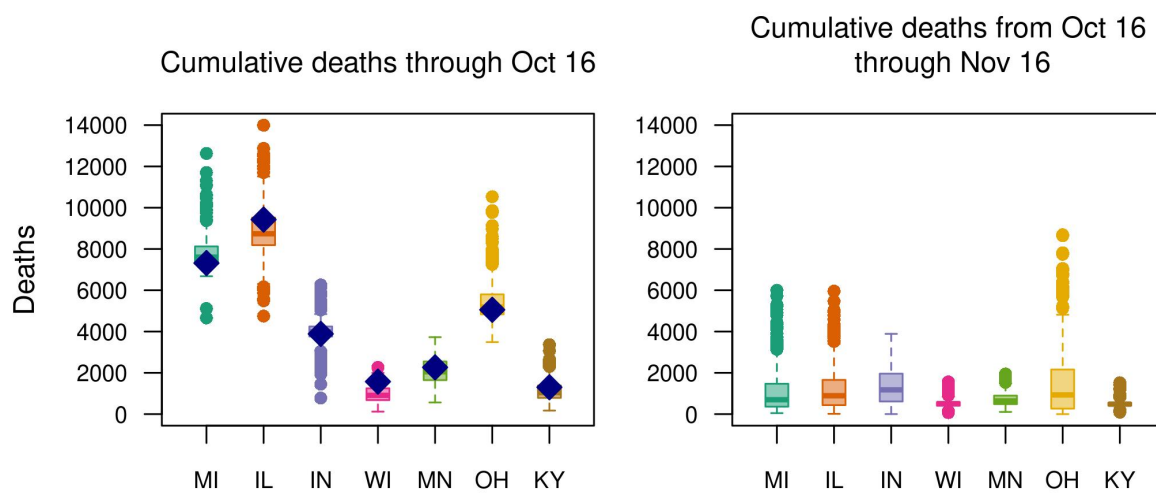 Cumulative deaths through Oct 16
Cumulative deaths from Oct 16
through Nov 16
Deaths
14000
12000
10000
8000
6000
4000
2000
0
MI IL IN WI MN OH KY
14000
12000
10000
8000
6000
4000
2000
0
MI IL IN WI MN OH KY